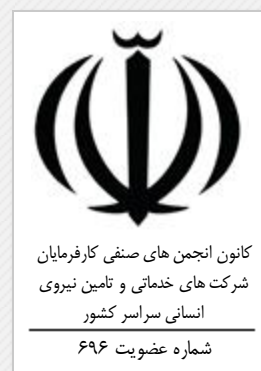 کانون انجمن های صنفی کارفرمایان
شرکت های خدماتی و تامین نیروی
انسانی سراسر کشور
شماره عضویت ۶۹۶